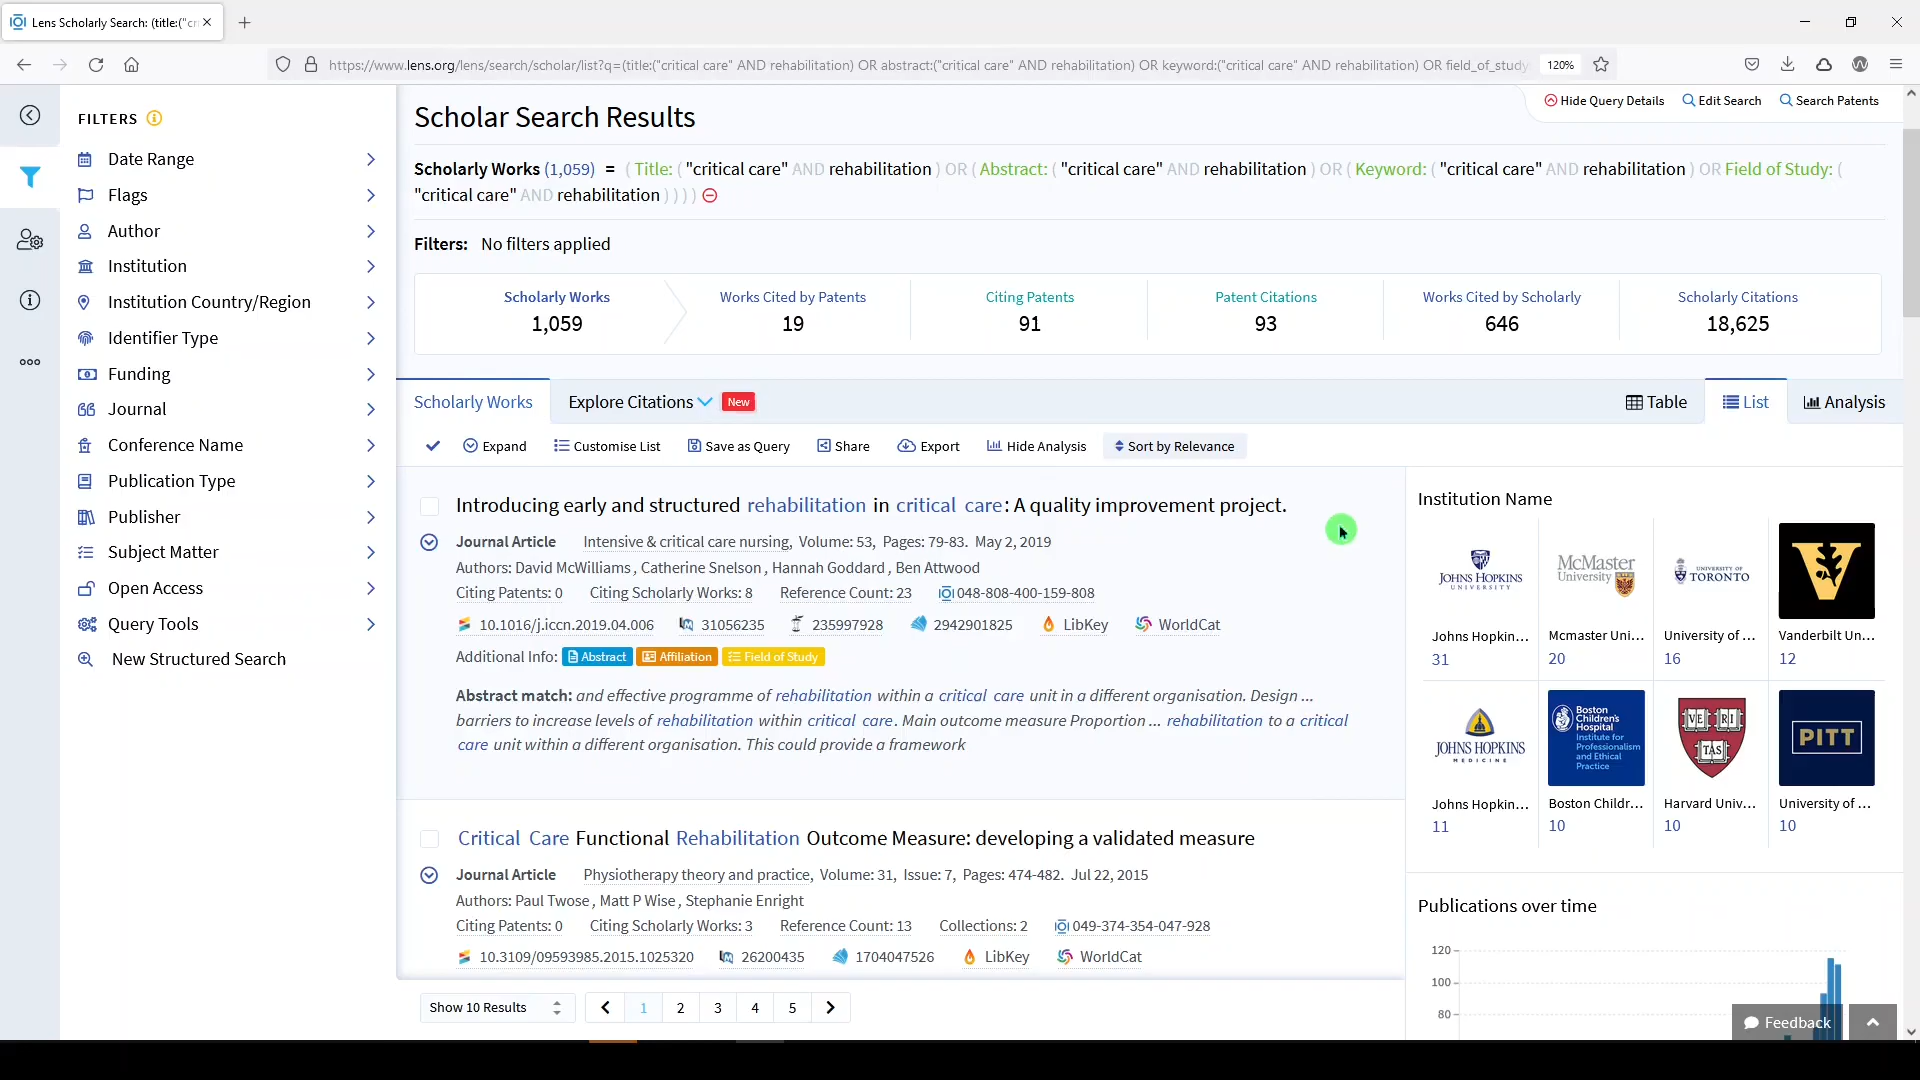 Lens Scholarly Search: (title:("cr
https://www.lens.org/lens/search/scholar/list?q=(title:("critical care" AND rehabilitation) OR abstract:("critical care" AND rehabilitation) OR keyword:("critical care" AND rehabilitation) OR field_of_study:
120%
FILTERS
Date Range
Flags
Author
Institution
Institution Country/Region
Identifier Type
Funding
Journal
Conference Name
Publication Type
Publisher
Subject Matter
Open Access
Query Tools
New Structured Search
Hide Query Details Edit Search Search Patents
Scholar Search Results
Scholarly Works (1,059) = ( Title: ( "critical care" AND rehabilitation ) OR ( Abstract: ( "critical care" AND rehabilitation ) OR ( Keyword: ( "critical care" AND rehabilitation ) OR Field of Study: (
"critical care" AND rehabilitation ) ) ) )
Filters: No filters applied
Scholarly Works Works Cited by Patents Citing Patents Patent Citations Works Cited by Scholarly Scholarly Citations
1,059 19 91 93 646 18,625
Scholarly Works Explore Citations New Table List Analysis
Expand Customise List Save as Query Share Export Hide Analysis Sort by Relevance
Introducing early and structured rehabilitation in critical care: A quality improvement project.
Journal Article Intensive & critical care nursing, Volume: 53, Pages: 79-83. May 2, 2019
Authors: David McWilliams, Catherine Snelson, Hannah Goddard, Ben Attwood
Citing Patents: 0 Citing Scholarly Works: 8 Reference Count: 23 048-808-400-159-808
10.1016/j.iccn.2019.04.006 31056235 235997928 2942901825 LibKey WorldCat
Additional Info: Abstract Affiliation Field of Study
Abstract match: and effective programme of rehabilitation within a critical care unit in a different organisation. Design ...
barriers to increase levels of rehabilitation within critical care. Main outcome measure Proportion ... rehabilitation to a critical
care unit within a different organisation. This could provide a framework
Critical Care Functional Rehabilitation Outcome Measure: developing a validated measure
Journal Article Physiotherapy theory and practice, Volume: 31, Issue: 7, Pages: 474-482. Jul 22, 2015
Authors: Paul Twose, Matt P Wise, Stephanie Enright
Citing Patents: 0 Citing Scholarly Works: 3 Reference Count: 13 Collections: 2 049-374-354-047-928
10.3109/09593985.2015.1025320 26200435 1704047526 LibKey WorldCat
Show 10 Results 1 2 3 4 5
Institution Name
JOHNS HOPKINS
UNIVERSITY
McMaster
University
UNIVERSITY OF
TORONTO
V
Johns Hopkin... Mcmaster Uni... University of ... Vanderbilt Un...
31 20 16 12
JOHNS HOPKINS
MEDICINE
Boston
Children's
Hospital
Institute for
Professionalism
and Ethical
Practice
VE RI
TAS
PITT
Johns Hopkin... Boston Childr... Harvard Univ... University of ...
11 10 10 10
Publications over time
120
100
80
Feedback